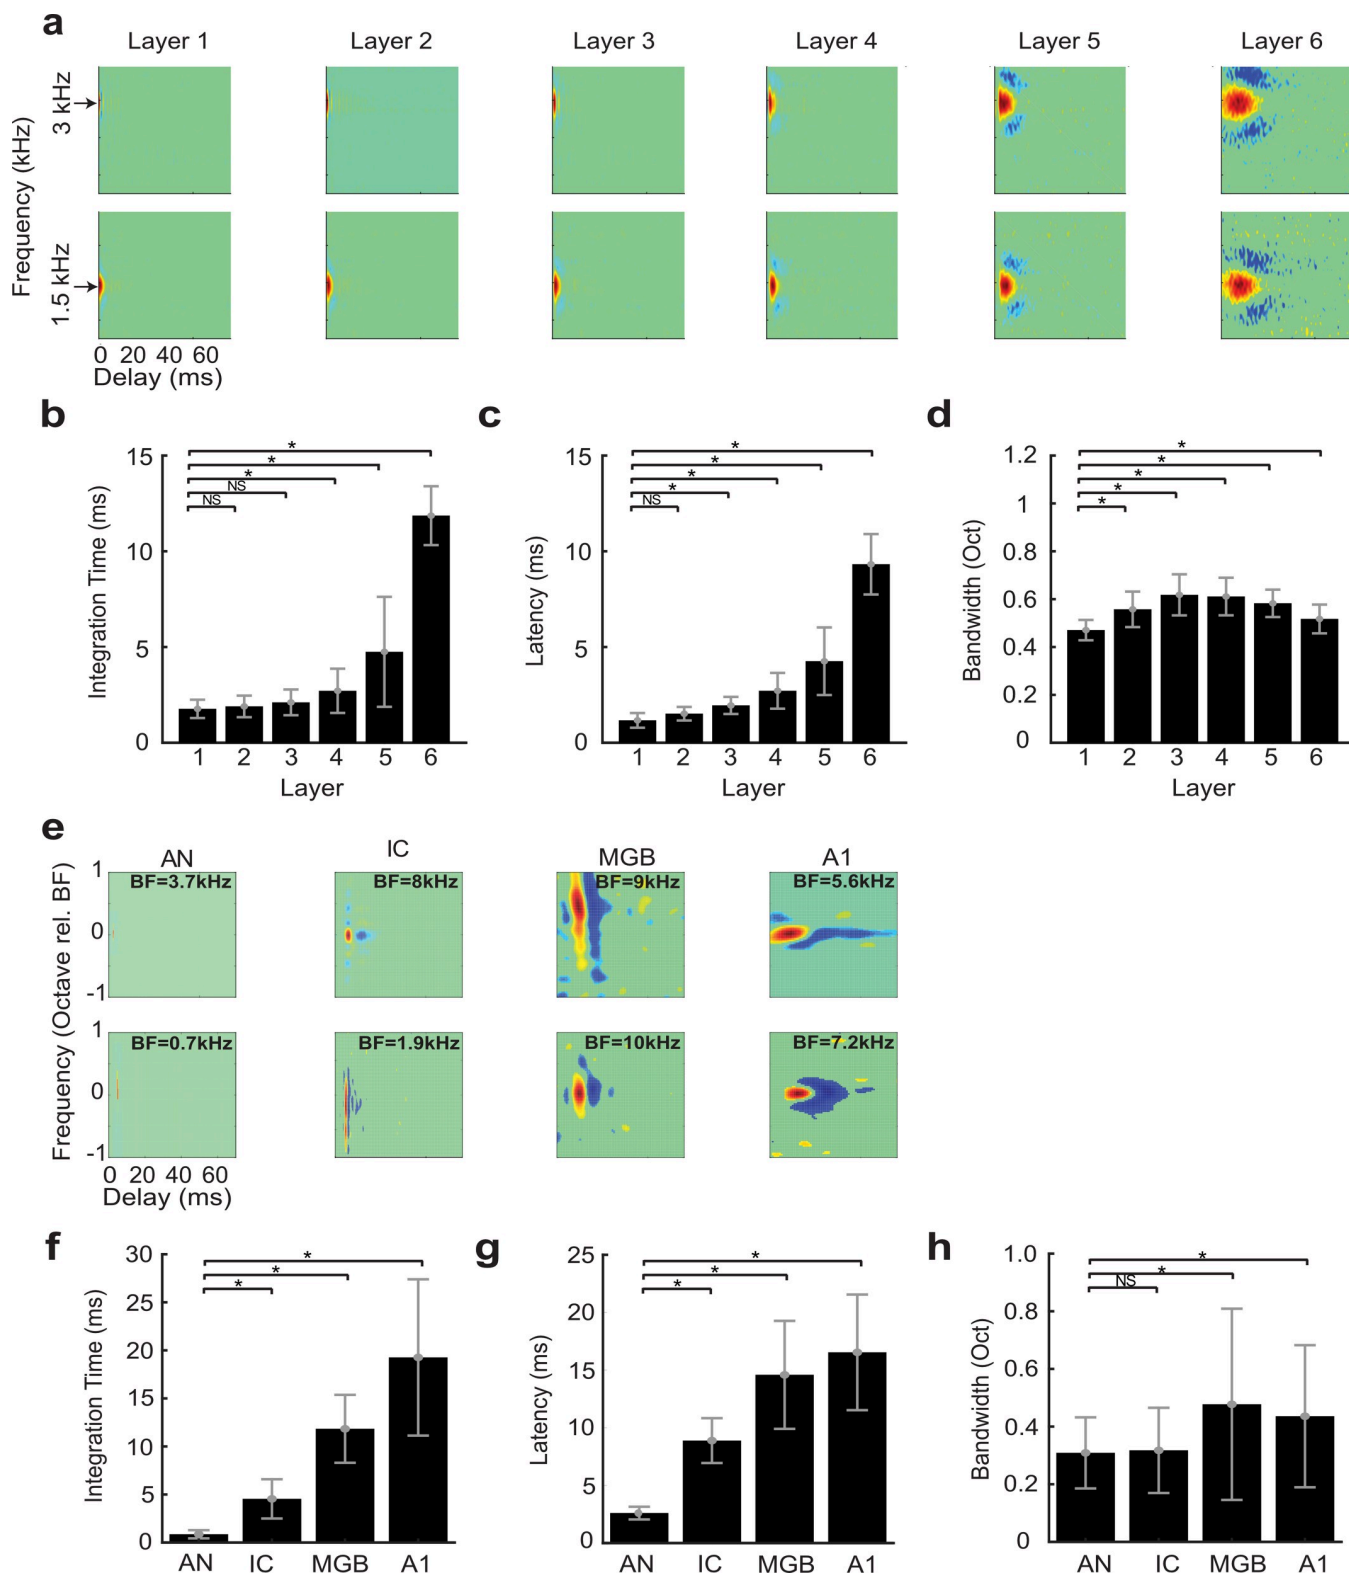 a
Layer 1 Layer 2 Layer 3 Layer 4 Layer 5 Layer 6
Frequency (kHz)
3 kHz
1.5 kHz
0 20 40 60
Delay (ms)
b
Integration Time (ms)
15
10
5
0
*
*
*
NS
NS
1 2 3 4 5 6
Layer
c
Latency (ms)
15
10
5
0
*
*
*
*
NS
1 2 3 4 5 6
Layer
d
Bandwidth (Oct)
1.2
1
0.8
0.6
0.4
0.2
0
*
*
*
*
*
1 2 3 4 5 6
Layer
e
AN IC MGB A1
Frequency (Octave rel. BF)
1
0
-1
BF=3.7kHz BF=8kHz BF=9kHz BF=5.6kHz
1
0
-1
BF=0.7kHz BF=1.9kHz BF=10kHz BF=7.2kHz
0 20 40 60
Delay (ms)
f
Integration Time (ms)
30
25
20
15
10
5
0
*
*
*
AN IC MGB A1
g
Latency (ms)
25
20
15
10
5
0
*
*
*
AN IC MGB A1
h
Bandwidth (Oct)
1.0
0.8
0.6
0.4
0.2
0
*
*
NS
AN IC MGB A1